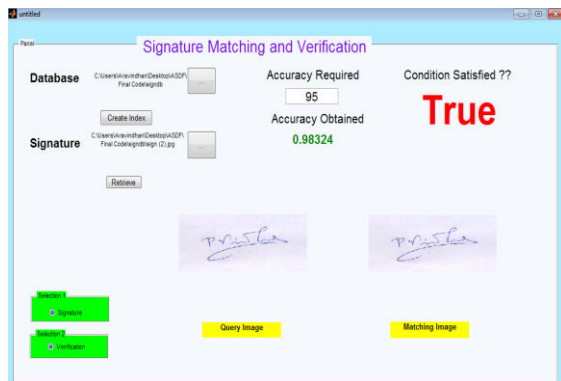 untitled
Panel
Signature Matching and Verification
Database
C:\Users\Aravindhan\Desktop\ASDF\
Final Code\signdb
...
Create Index
Signature
C:\Users\Aravindhan\Desktop\ASDF\
Final Code\signdb\sign (2).jpg
...
Retrieve
Accuracy Required
95
Accuracy Obtained
0.98324
Condition Satisfied ??
True
Query Image
Matching Image
Selection 1
Signature
Selection 2
Verification